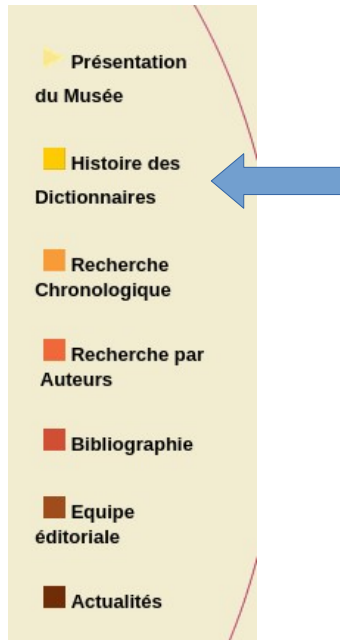 Présentation
du Musée
Histoire des
Dictionnaires
Recherche
Chronologique
Recherche par
Auteurs
Bibliographie
Equipe
éditoriale
Actualités